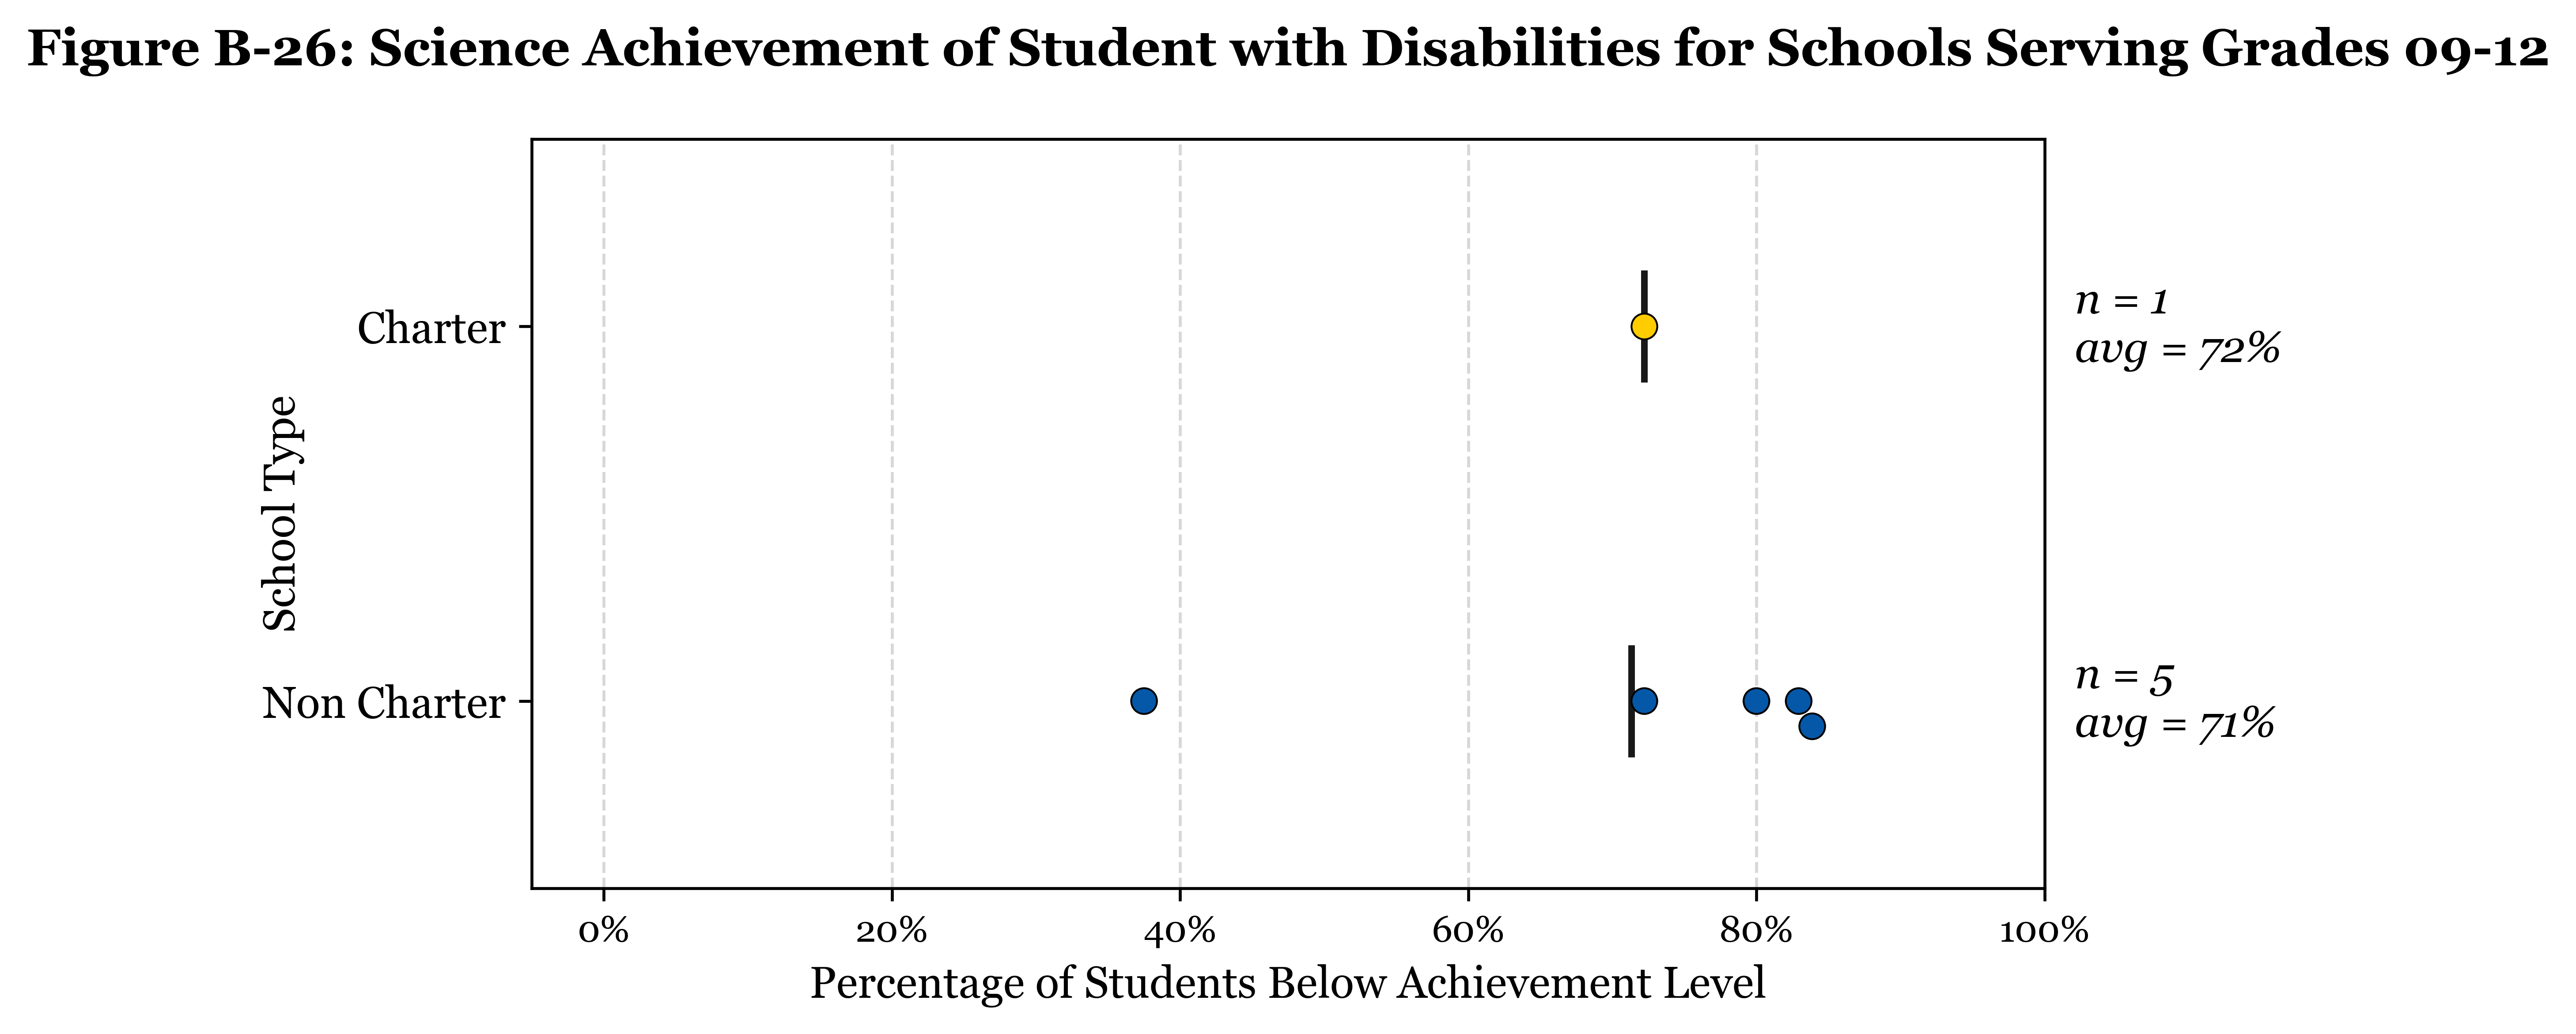 Figure B-26: Science Achievement of Student with Disabilities for Schools Serving Grades 09-12
School Type
Charter
n = 1
avg = 72%
Non Charter
n = 5
avg = 71%
0% 20% 40% 60% 80% 100%
Percentage of Students Below Achievement Level